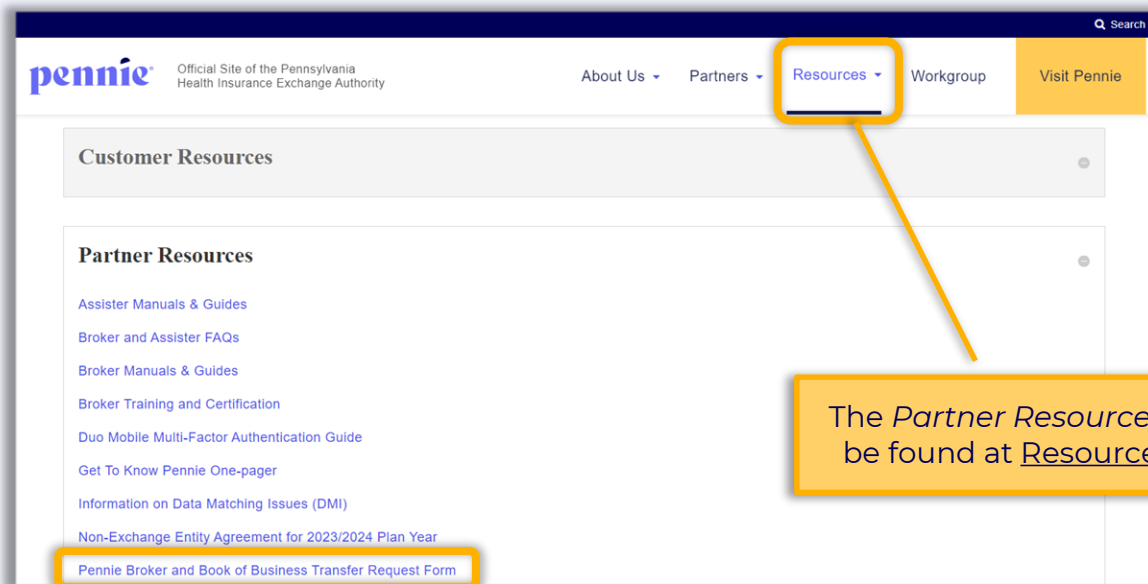 Search
pennie
Official Site of the Pennsylvania
Health Insurance Exchange Authority
About Us
Partners
Resources
Workgroup
Visit Pennie
Customer Resources
Partner Resources
Assister Manuals & Guides
Broker and Assister FAQs
Broker Manuals & Guides
Broker Training and Certification
Duo Mobile Multi-Factor Authentication Guide
Get To Know Pennie One-pager
Information on Data Matching Issues (DMI)
Non-Exchange Entity Agreement for 2023/2024 Plan Year
Pennie Broker and Book of Business Transfer Request Form
The Partner Resource
be found at Resource